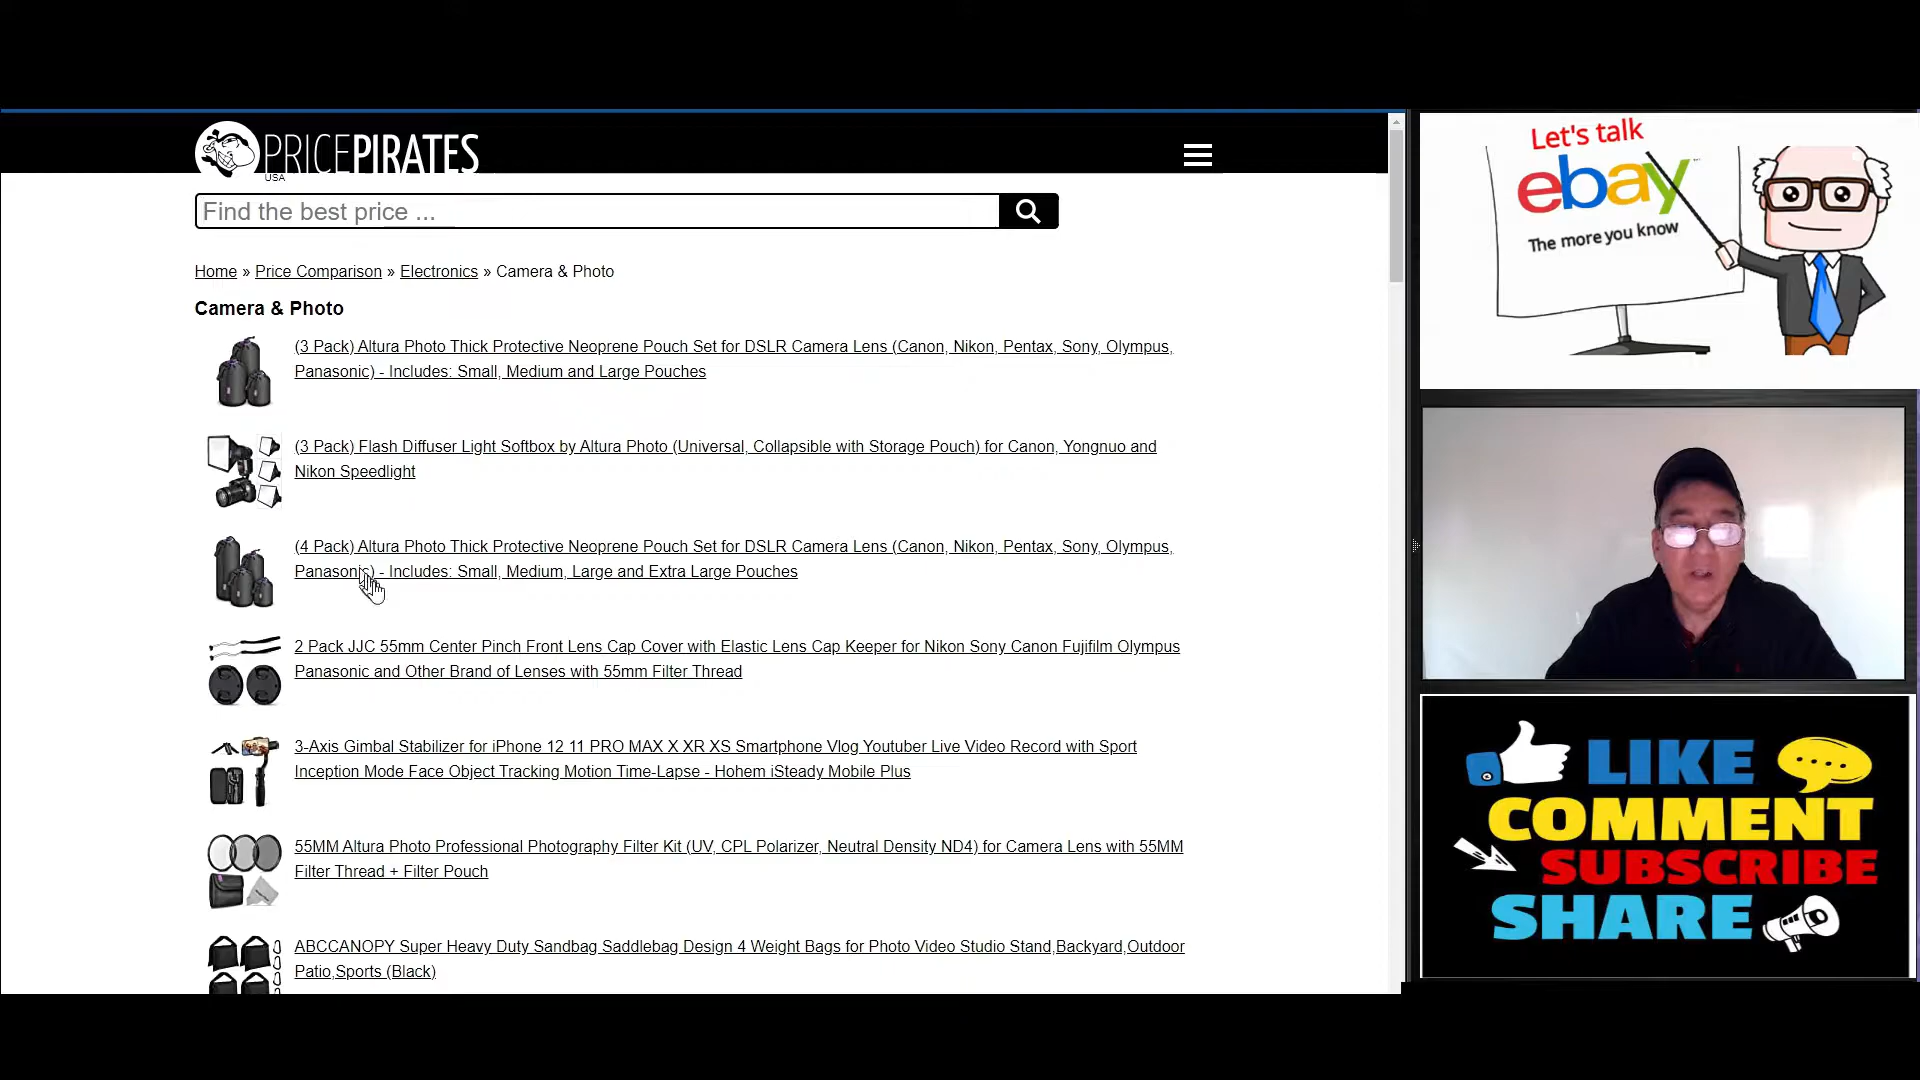 PRICEPIRATES
USA
Find the best price ...
Home » Price Comparison » Electronics » Camera & Photo
Camera & Photo
(3 Pack) Altura Photo Thick Protective Neoprene Pouch Set for DSLR Camera Lens (Canon, Nikon, Pentax, Sony, Olympus,
Panasonic) - Includes: Small, Medium and Large Pouches
(3 Pack) Flash Diffuser Light Softbox by Altura Photo (Universal, Collapsible with Storage Pouch) for Canon, Yongnuo and
Nikon Speedlight
(4 Pack) Altura Photo Thick Protective Neoprene Pouch Set for DSLR Camera Lens (Canon, Nikon, Pentax, Sony, Olympus,
Panasonic) - Includes: Small, Medium, Large and Extra Large Pouches
2 Pack JJC 55mm Center Pinch Front Lens Cap Cover with Elastic Lens Cap Keeper for Nikon Sony Canon Fujifilm Olympus
Panasonic and Other Brand of Lenses with 55mm Filter Thread
3-Axis Gimbal Stabilizer for iPhone 12 11 PRO MAX X XR XS Smartphone Vlog Youtuber Live Video Record with Sport
Inception Mode Face Object Tracking Motion Time-Lapse - Hohem iSteady Mobile Plus
55MM Altura Photo Professional Photography Filter Kit (UV, CPL Polarizer, Neutral Density ND4) for Camera Lens with 55MM
Filter Thread + Filter Pouch
ABCCANOPY Super Heavy Duty Sandbag Saddlebag Design 4 Weight Bags for Photo Video Studio Stand,Backyard,Outdoor
Patio,Sports (Black)
Let's talk
ebay
The more you know
LIKE
COMMENT
SUBSCRIBE
SHARE